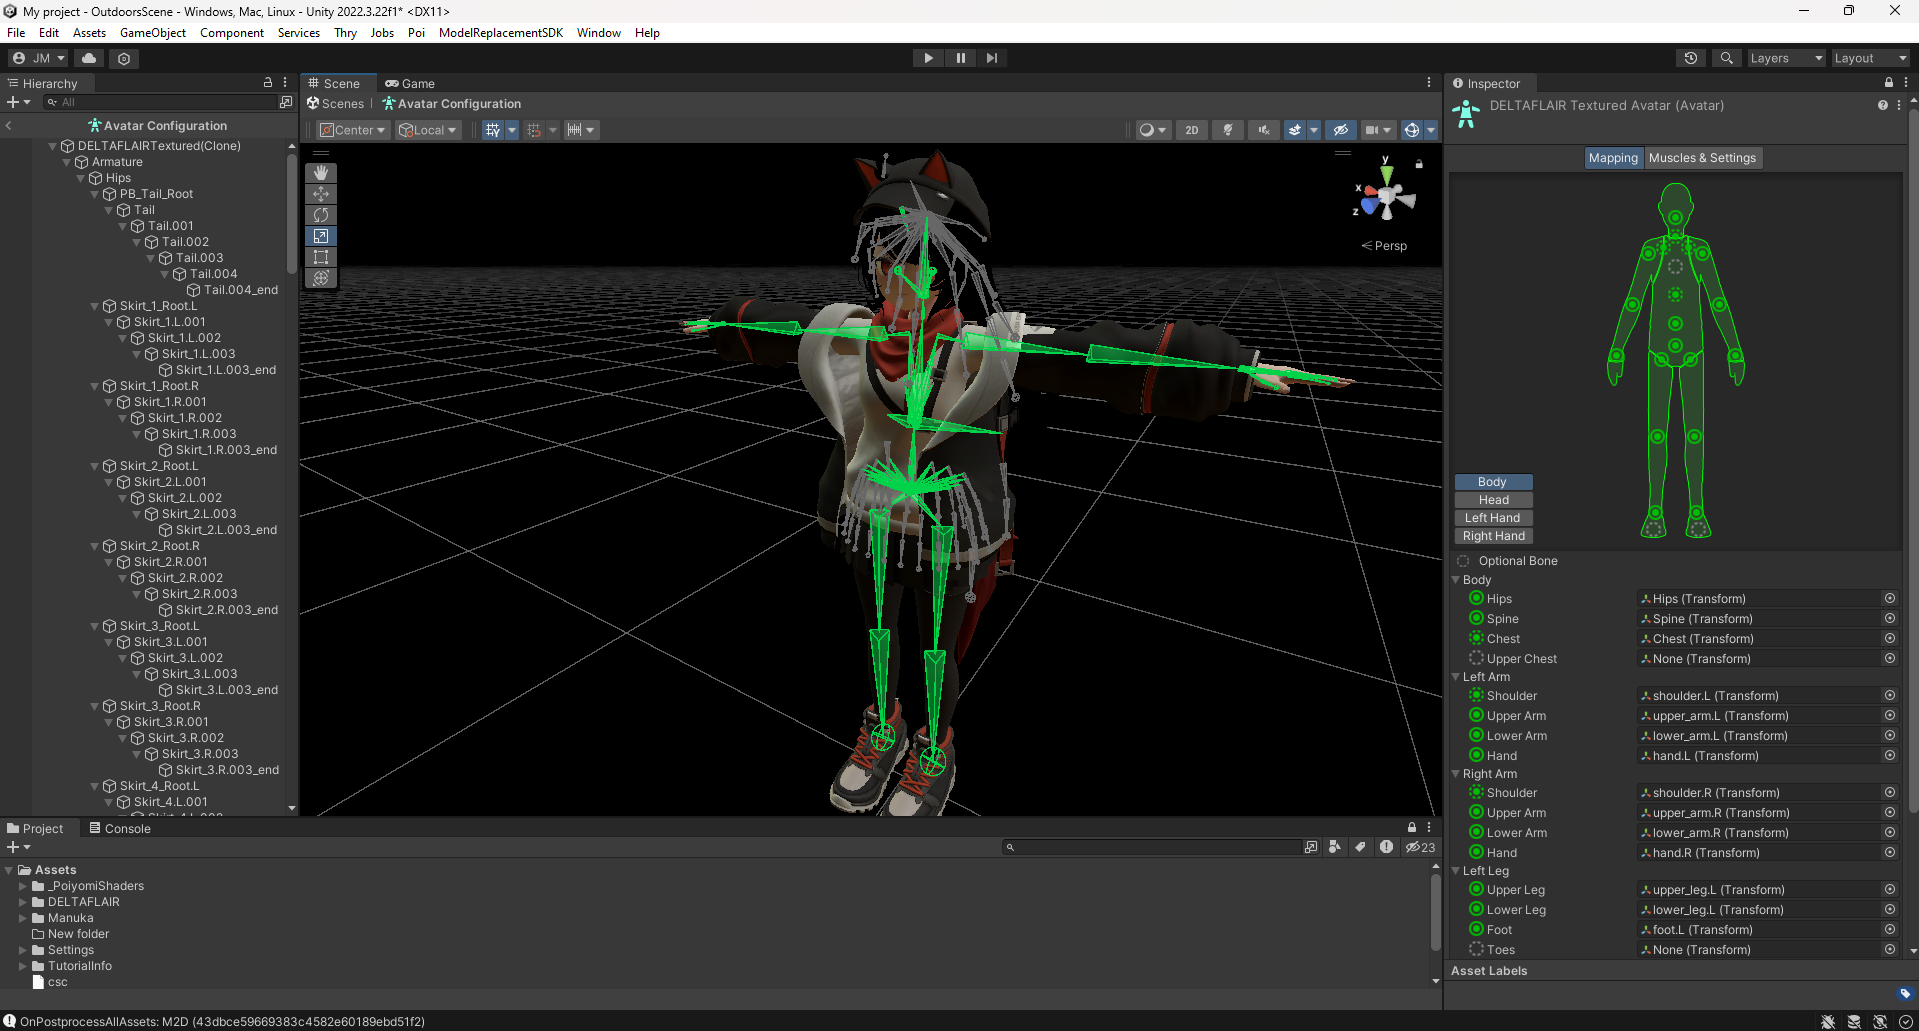 My project - OutdoorsScene - Windows, Mac, Linux - Unity 2022.3.22f1* <DX11>
File Edit Assets GameObject Component Services Thry Jobs Poi ModelReplacementSDK Window Help
JM
Layers
Layout
Hierarchy
All
Avatar Configuration
DELTAFLAIRTextured(Clone)
Armature
Hips
PB_Tail_Root
Tail
Tail.001
Tail.002
Tail.003
Tail.004
Tail.004_end
Skirt_1_Root.L
Skirt_1.L.001
Skirt_1.L.002
Skirt_1.L.003
Skirt_1.L.003_end
Skirt_1_Root.R
Skirt_1.R.001
Skirt_1.R.002
Skirt_1.R.003
Skirt_1.R.003_end
Skirt_2_Root.L
Skirt_2.L.001
Skirt_2.L.002
Skirt_2.L.003
Skirt_2.L.003_end
Skirt_2_Root.R
Skirt_2.R.001
Skirt_2.R.002
Skirt_2.R.003
Skirt_2.R.003_end
Skirt_3_Root.L
Skirt_3.L.001
Skirt_3.L.002
Skirt_3.L.003
Skirt_3.L.003_end
Skirt_3_Root.R
Skirt_3.R.001
Skirt_3.R.002
Skirt_3.R.003
Skirt_3.R.003_end
Skirt_4_Root.L
Skirt_4.L.001
Scene
Game
Scenes | Avatar Configuration
Center
Local
2D
y
x
z
Persp
Inspector
DELTAFLAIR Textured Avatar (Avatar)
Mapping
Muscles & Settings
Body
Head
Left Hand
Right Hand
Optional Bone
Body
Hips Hips (Transform)
Spine Spine (Transform)
Chest Chest (Transform)
Upper Chest None (Transform)
Left Arm
Shoulder shoulder.L (Transform)
Upper Arm upper_arm.L (Transform)
Lower Arm lower_arm.L (Transform)
Hand hand.L (Transform)
Right Arm
Shoulder shoulder.R (Transform)
Upper Arm upper_arm.R (Transform)
Lower Arm lower_arm.R (Transform)
Hand hand.R (Transform)
Left Leg
Upper Leg upper_leg.L (Transform)
Lower Leg lower_leg.L (Transform)
Foot foot.L (Transform)
Toes None (Transform)
Asset Labels
Project
Console
23
Assets
_PoiyomiShaders
DELTAFLAIR
Manuka
New folder
Settings
TutorialInfo
csc
OnPostprocessAllAssets: M2D (43dbce59669383c4582e60189ebd51f2)